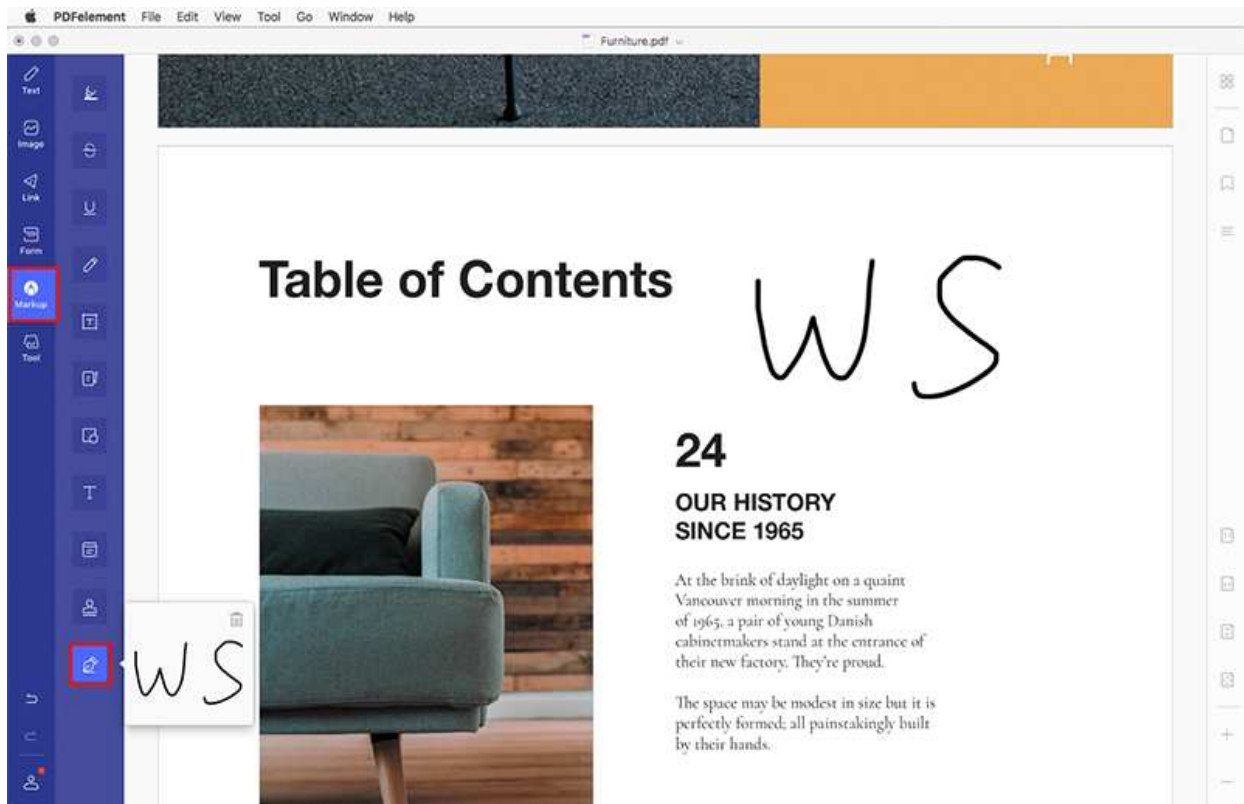 PDFelement File Edit View Tool Go Window Help
Furniture.pdf
Text
Image
Link
Form
Markup
Tool
Table of Contents
W S
24
OUR HISTORY
SINCE 1965
At the brink of daylight on a quaint
Vancouver morning in the summer
of 1965, a pair of young Danish
cabinetmakers stand at the entrance of
their new factory. They're proud.
The space may be modest in size but it is
perfectly formed; all painstakingly built
by their hands.
W S